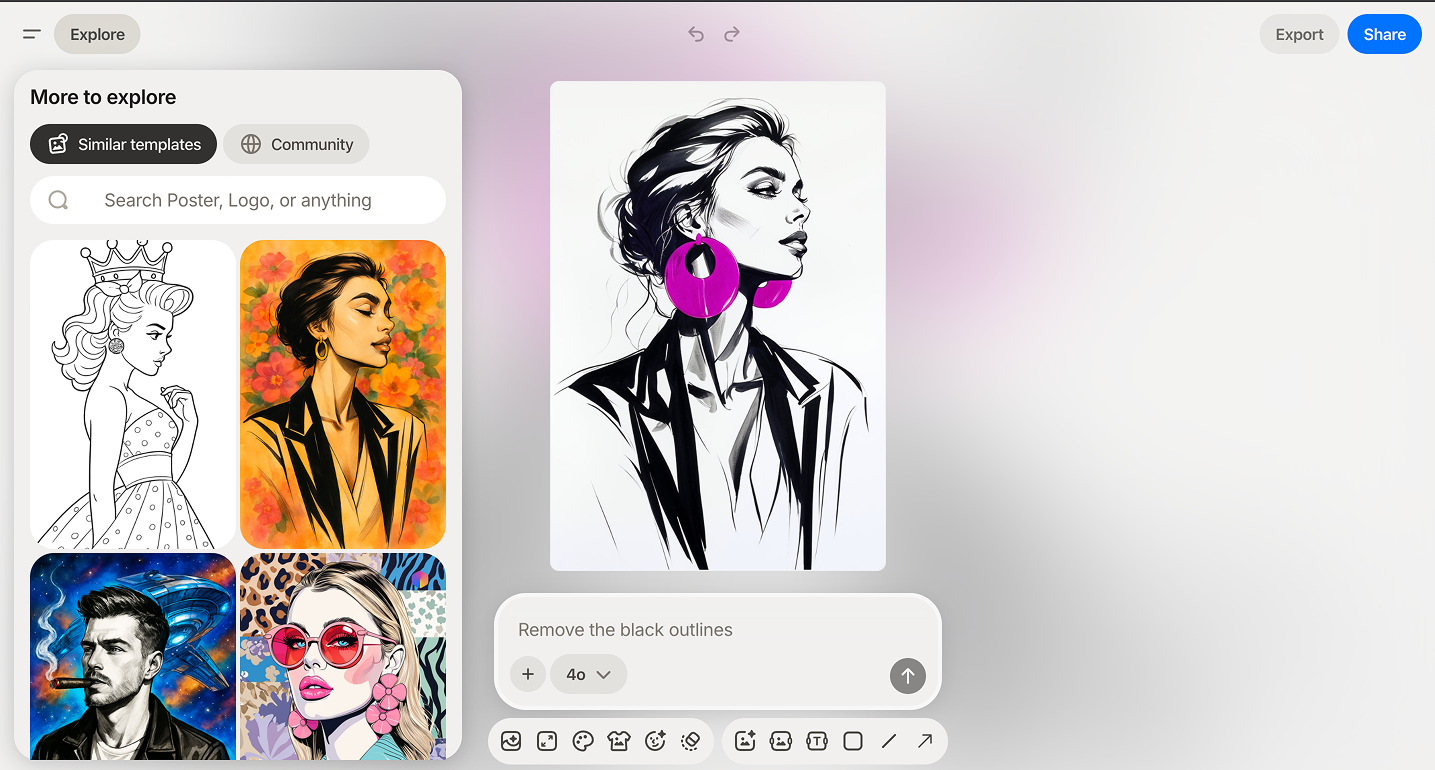 Explore
Export
Share
More to explore
Similar templates
Community
Search Poster, Logo, or anything
Remove the black outlines
4o
T